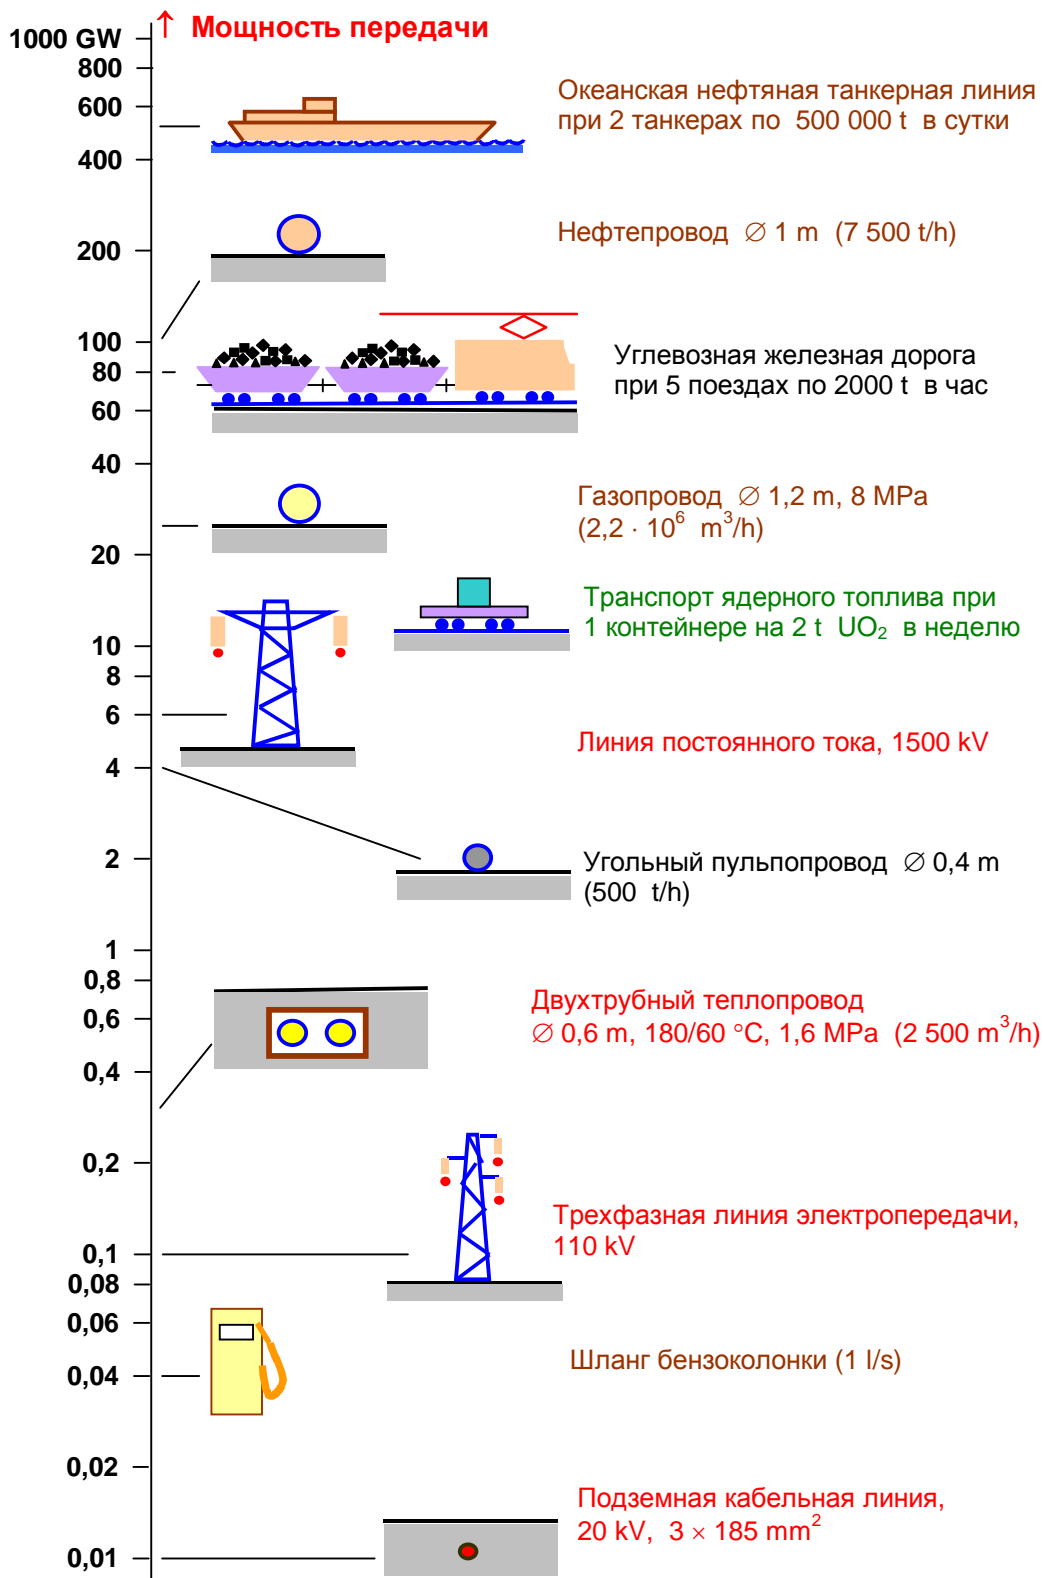 ↑ Мощность передачи
1000 GW
800
600
Океанская нефтяная танкерная линия
при 2 танкерах по 500 000 t в сутки
400
Нефтепровод ∅ 1 m (7 500 t/h)
200
100
80
Углевозная железная дорога
при 5 поездах по 2000 t в час
60
40
Газопровод ∅ 1,2 m, 8 MPa
(2,2 · 10⁶ m³/h)
20
Транспорт ядерного топлива при
1 контейнере на 2 t UO₂ в неделю
10
8
6
Линия постоянного тока, 1500 kV
4
2
Угольный пульпопровод ∅ 0,4 m
(500 t/h)
1
0,8
0,6
Двухтрубный теплопровод
∅ 0,6 m, 180/60 °C, 1,6 MPa (2 500 m³/h)
0,4
0,2
Трехфазная линия электропередачи,
110 kV
0,1
0,08
0,06
Шланг бензоколонки (1 l/s)
0,04
0,02
Подземная кабельная линия,
20 kV, 3 × 185 mm²
0,01